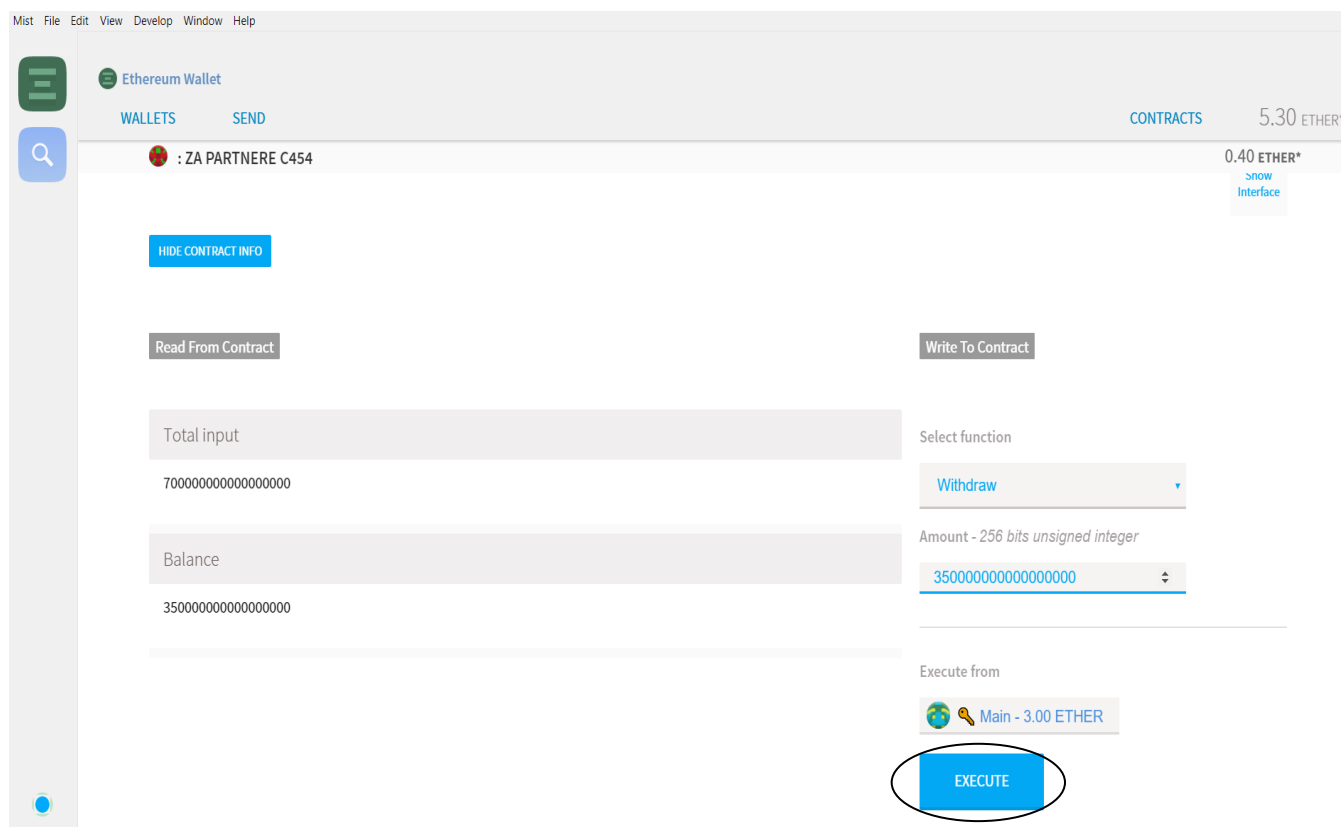 Mist File Edit View Develop Window Help
Ethereum Wallet
WALLETS SEND CONTRACTS 5.30 ETHER*
: ZA PARTNERE C454 0.40 ETHER*
Show
Interface
HIDE CONTRACT INFO
Read From Contract
Write To Contract
Total input
700000000000000000
Balance
350000000000000000
Select function
Withdraw
Amount - 256 bits unsigned integer
350000000000000000
Execute from
Main - 3.00 ETHER
EXECUTE